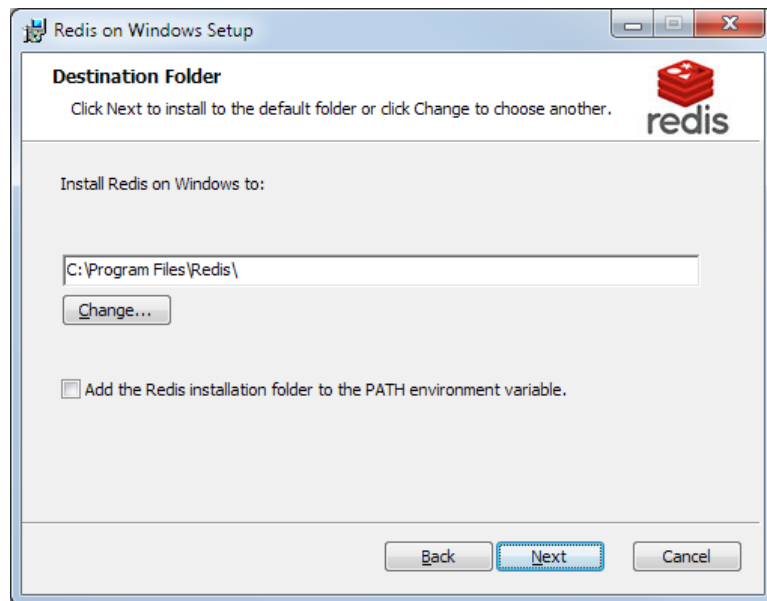 Redis on Windows Setup
Destination Folder
Click Next to install to the default folder or click Change to choose another.
redis
Install Redis on Windows to:
C:\Program Files\Redis\
Change...
Add the Redis installation folder to the PATH environment variable.
Back
Next
Cancel